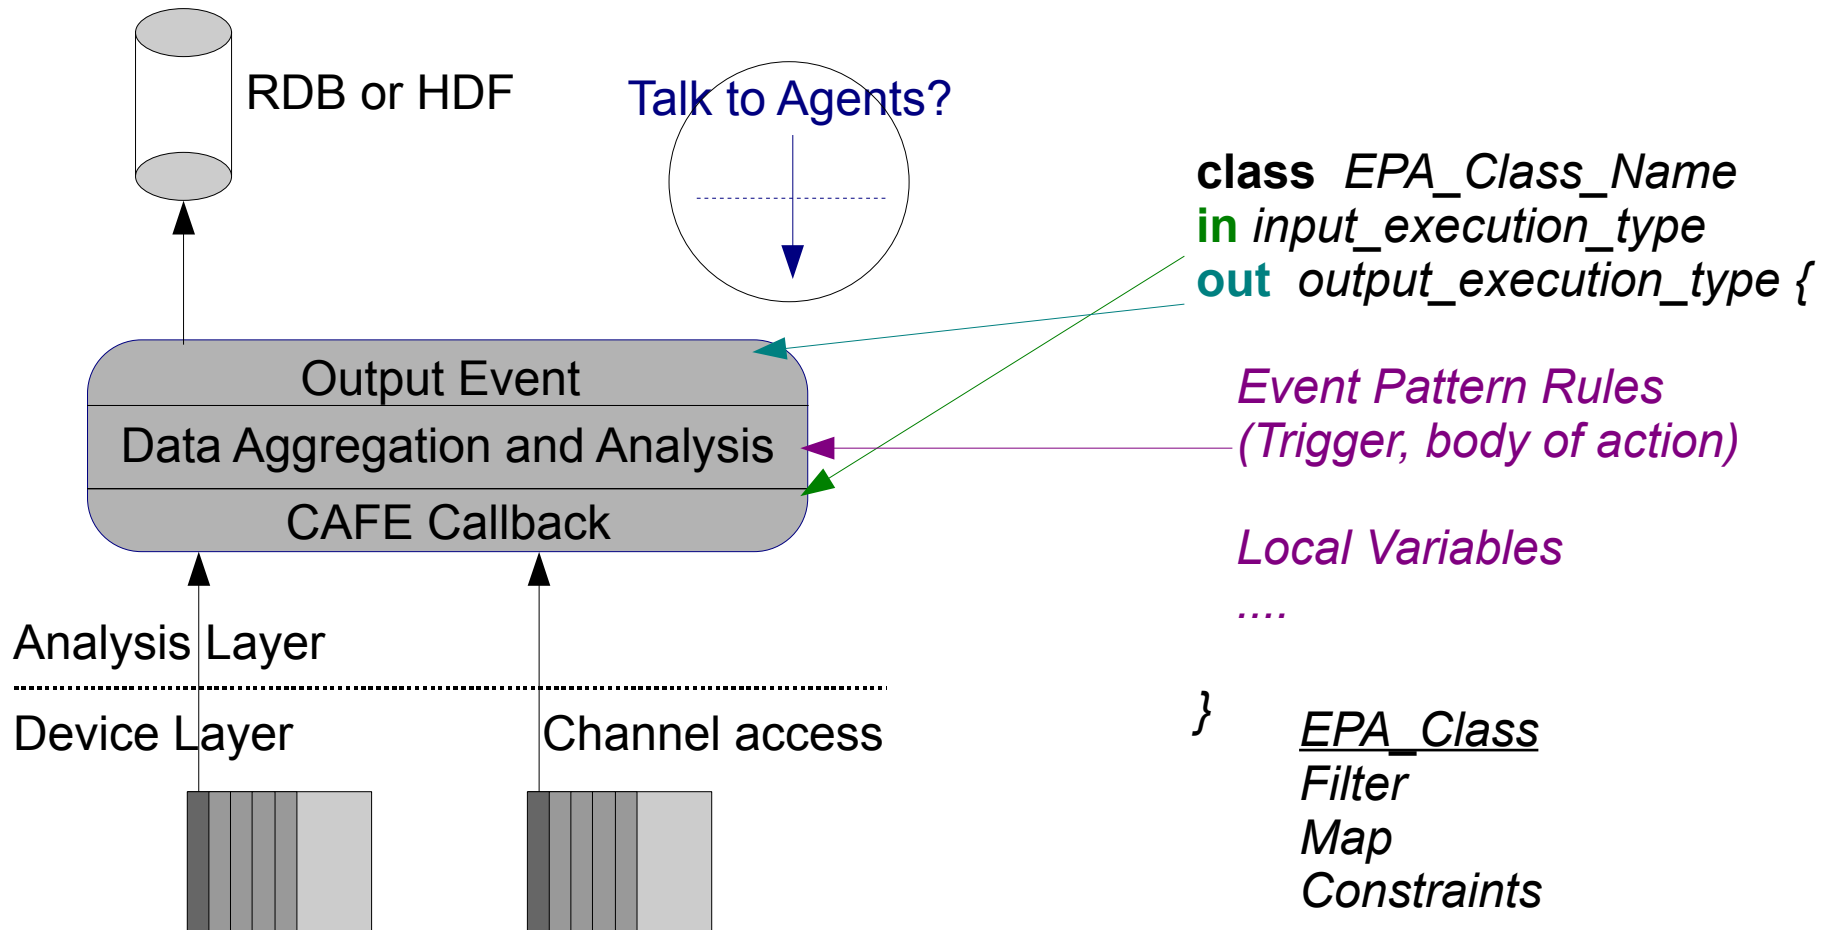 RDB or HDF
Talk to Agents?
Output Event
Data Aggregation and Analysis
CAFE Callback
Analysis Layer
Device Layer
Channel access
class EPA_Class_Name
in input_execution_type
out output_execution_type {
Event Pattern Rules
(Trigger, body of action)
Local Variables
....
}
EPA_Class
Filter
Map
Constraints